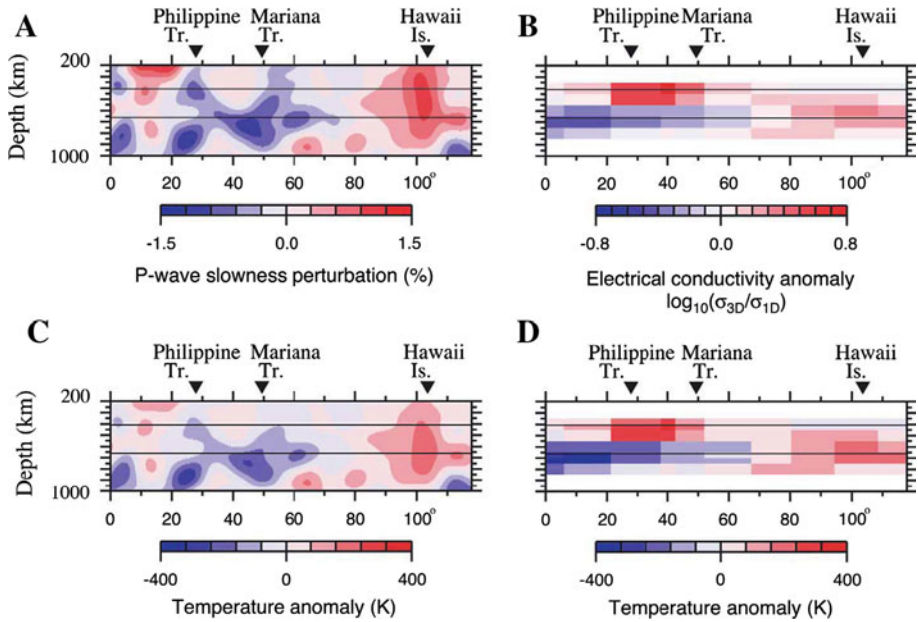 A
Philippine Mariana Hawaii
Tr. Tr. Is.
200
Depth (km)
1000
0 20 40 60 80 100°
-1.5 0.0 1.5
P-wave slowness perturbation (%)
B
Philippine Mariana Hawaii
Tr. Tr. Is.
0 20 40 60 80 100°
-0.8 0.0 0.8
Electrical conductivity anomaly
log₁₀(σ₃D/σ₁D)
C
Philippine Mariana Hawaii
Tr. Tr. Is.
200
Depth (km)
1000
0 20 40 60 80 100°
-400 0 400
Temperature anomaly (K)
D
Philippine Mariana Hawaii
Tr. Tr. Is.
0 20 40 60 80 100°
-400 0 400
Temperature anomaly (K)